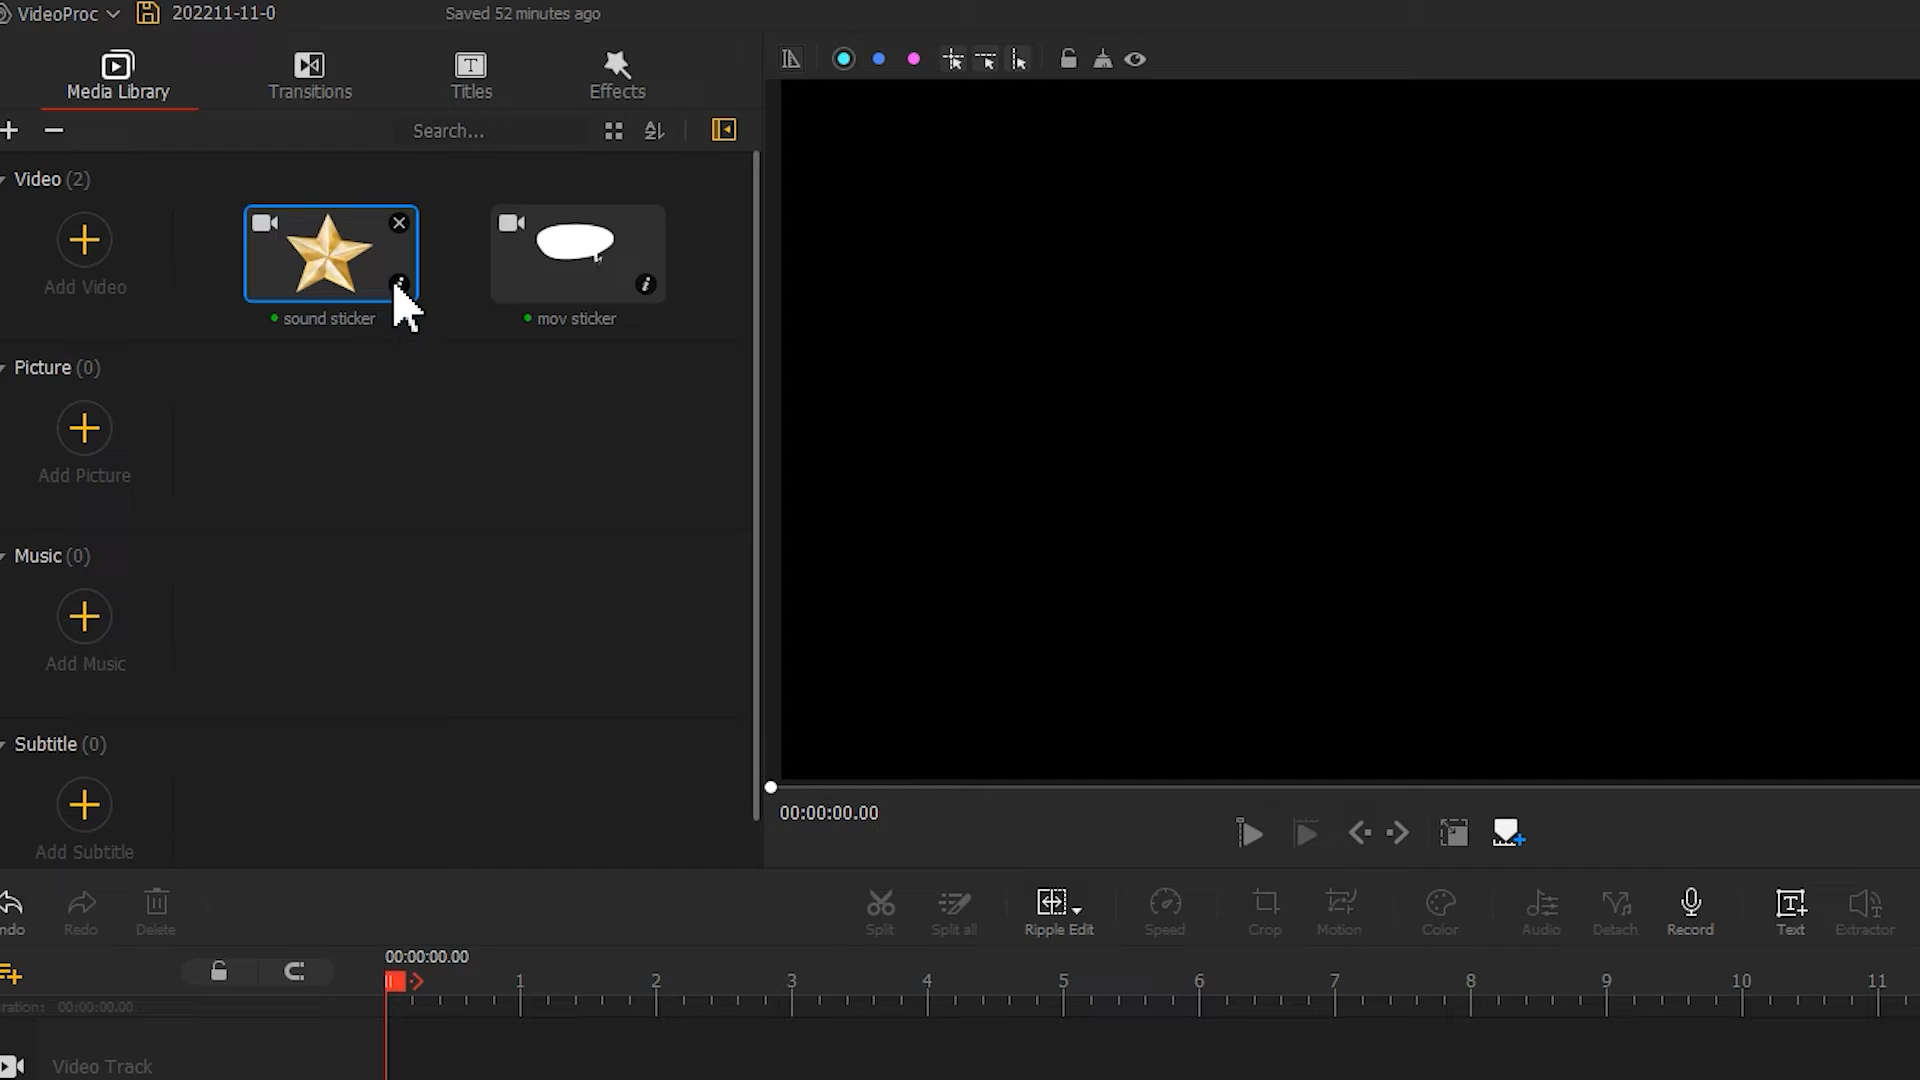 VideoProc
202211-11-0
Saved 52 minutes ago
Media Library
Transitions
Titles
Effects
Search...
Video (2)
Add Video
sound sticker
mov sticker
Picture (0)
Add Picture
Music (0)
Add Music
Subtitle (0)
Add Subtitle
00:00:00.00
ndo
Redo
Delete
Split
Split all
Ripple Edit
Speed
Crop
Motion
Color
Audio
Detach
Record
Text
Extractor
00:00:00.00
1 2 3 4 5 6 7 8 9 10 11
ration: 00:00:00.00
Video Track